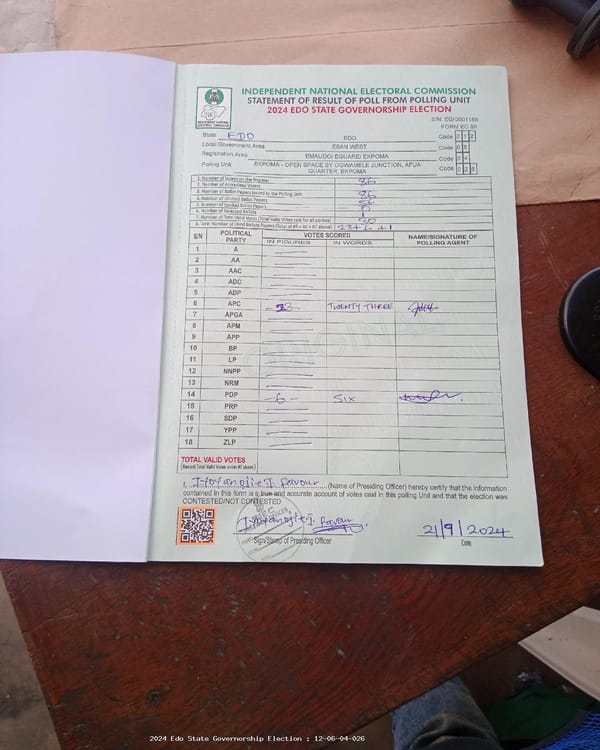 INDEPENDENT NATIONAL ELECTORAL COMMISSION
STATEMENT OF RESULT OF POLL FROM POLLING UNIT
2024 EDO STATE GOVERNORSHIP ELECTION
S/N: EG/0001188
FORM EC 8A
State EDO EDO Code 0 1 2
Local Government Area ESAN WEST Code 0 6
Registration Area EMAUDO/ EGUARE/ EKPOMA Code 0 4
Polling Unit EKPOMA - OPEN SPACE BY OGWAMELE JUNCTION, AFUA QUARTER, EKPOMA Code 0 2 6
1. Number of Voters on the Register 86
2. Number of Accredited Voters
3. Number of Ballot Papers Issued to the Polling Unit 86
4. Number of Unused Ballot Papers 56
5. Number of Spoiled Ballot Papers 0
6. Number of Rejected Ballots 1
7. Number of Total Valid Votes (Total Valid Votes cast for all parties)
8. Total Number of Used Ballots Papers (Total of #5 + #6 + #7 above) 23+6+1
S/N POLITICAL PARTY VOTES SCORED NAME/SIGNATURE OF POLLING AGENT
IN FIGURES IN WORDS
1 A
2 AA
3 AAC
4 ADC
5 ADP
6 APC 23 TWENTY THREE
7 APGA
8 APM
9 APP
10 BP
11 LP
12 NNPP
13 NRM
14 PDP -6- SIX
15 PRP
16 SDP
17 YPP
18 ZLP
TOTAL VALID VOTES
(Record Total Valid Votes under #7 above)
I, Favour (Name of Presiding Officer) hereby certify that the information
contained in this form is a true and accurate account of votes cast in this polling Unit and that the election was
CONTESTED/NOT CONTESTED
Favour 21/9/2024
Sign/Stamp of Presiding Officer Date
2024 Edo State Governorship Election : 12-06-04-026